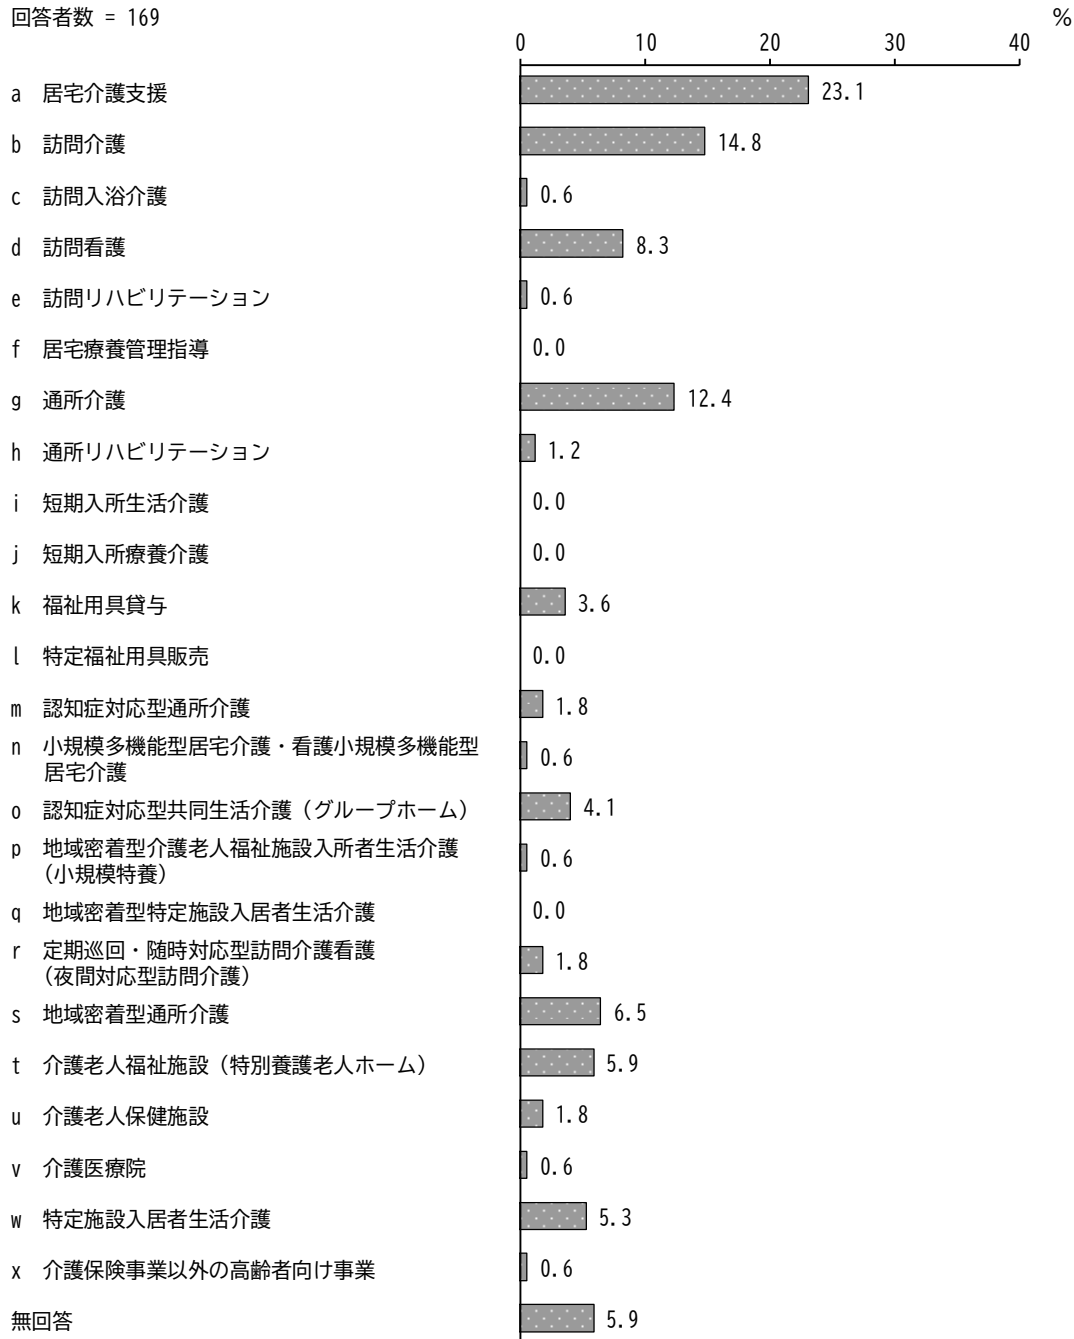 回答者数 = 169
%
0 10 20 30 40
a 居宅介護支援 23.1
b 訪問介護 14.8
c 訪問入浴介護 0.6
d 訪問看護 8.3
e 訪問リハビリテーション 0.6
f 居宅療養管理指導 0.0
g 通所介護 12.4
h 通所リハビリテーション 1.2
i 短期入所生活介護 0.0
j 短期入所療養介護 0.0
k 福祉用具貸与 3.6
l 特定福祉用具販売 0.0
m 認知症対応型通所介護 1.8
n 小規模多機能型居宅介護・看護小規模多機能型
居宅介護 0.6
o 認知症対応型共同生活介護（グループホーム） 4.1
p 地域密着型介護老人福祉施設入所者生活介護
（小規模特養） 0.6
q 地域密着型特定施設入居者生活介護 0.0
r 定期巡回・随時対応型訪問介護看護
（夜間対応型訪問介護） 1.8
s 地域密着型通所介護 6.5
t 介護老人福祉施設（特別養護老人ホーム） 5.9
u 介護老人保健施設 1.8
v 介護医療院 0.6
w 特定施設入居者生活介護 5.3
x 介護保険事業以外の高齢者向け事業 0.6
無回答 5.9